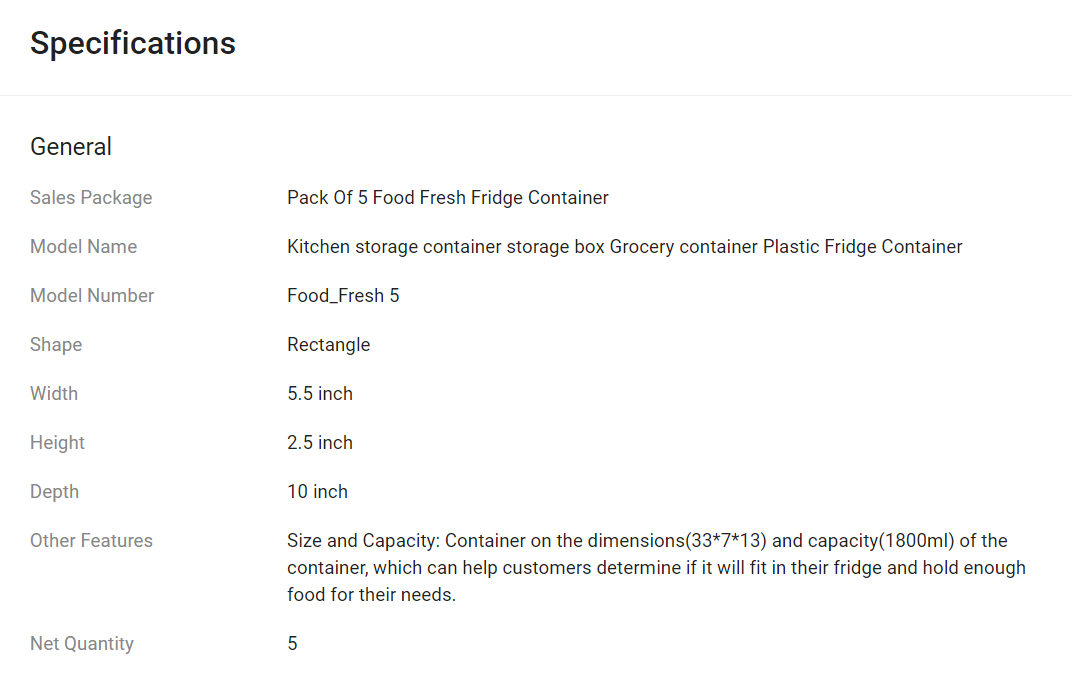 Specifications
General
Sales Package Pack Of 5 Food Fresh Fridge Container
Model Name Kitchen storage container storage box Grocery container Plastic Fridge Container
Model Number Food_Fresh 5
Shape Rectangle
Width 5.5 inch
Height 2.5 inch
Depth 10 inch
Other Features Size and Capacity: Container on the dimensions(33*7*13) and capacity(1800ml) of the
container, which can help customers determine if it will fit in their fridge and hold enough
food for their needs.
Net Quantity 5